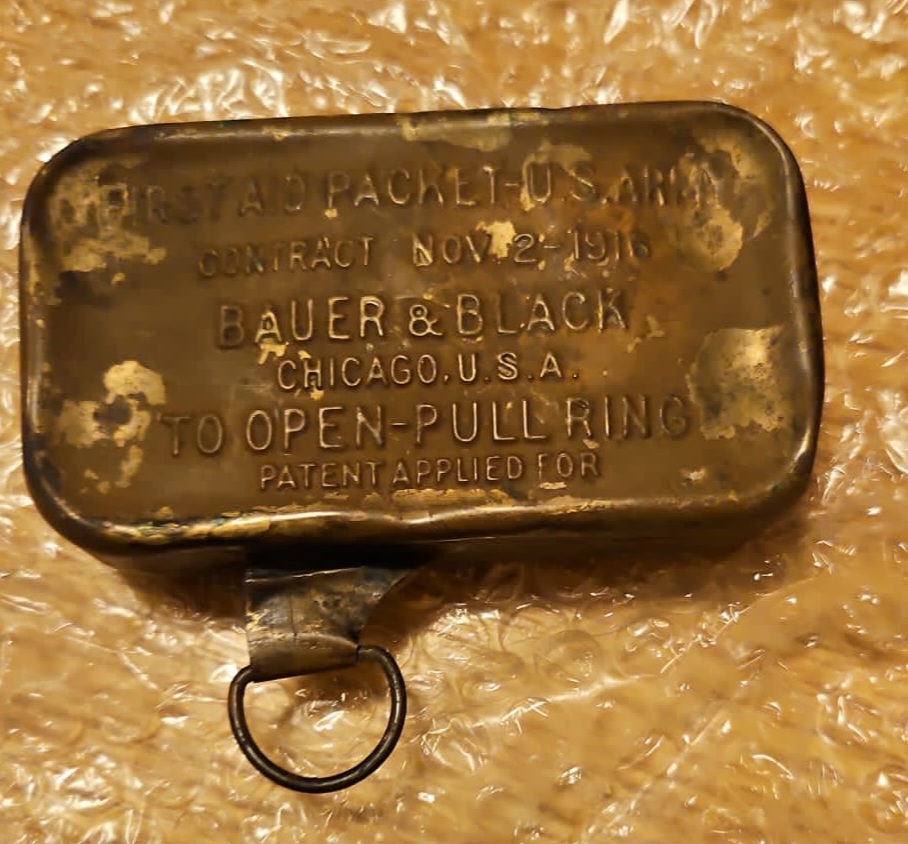 FIRST AID PACKET-U.S. ARMY
CONTRACT NOV. 2-1916
BAUER & BLACK
CHICAGO, U.S.A.
TO OPEN-PULL RING
PATENT APPLIED FOR